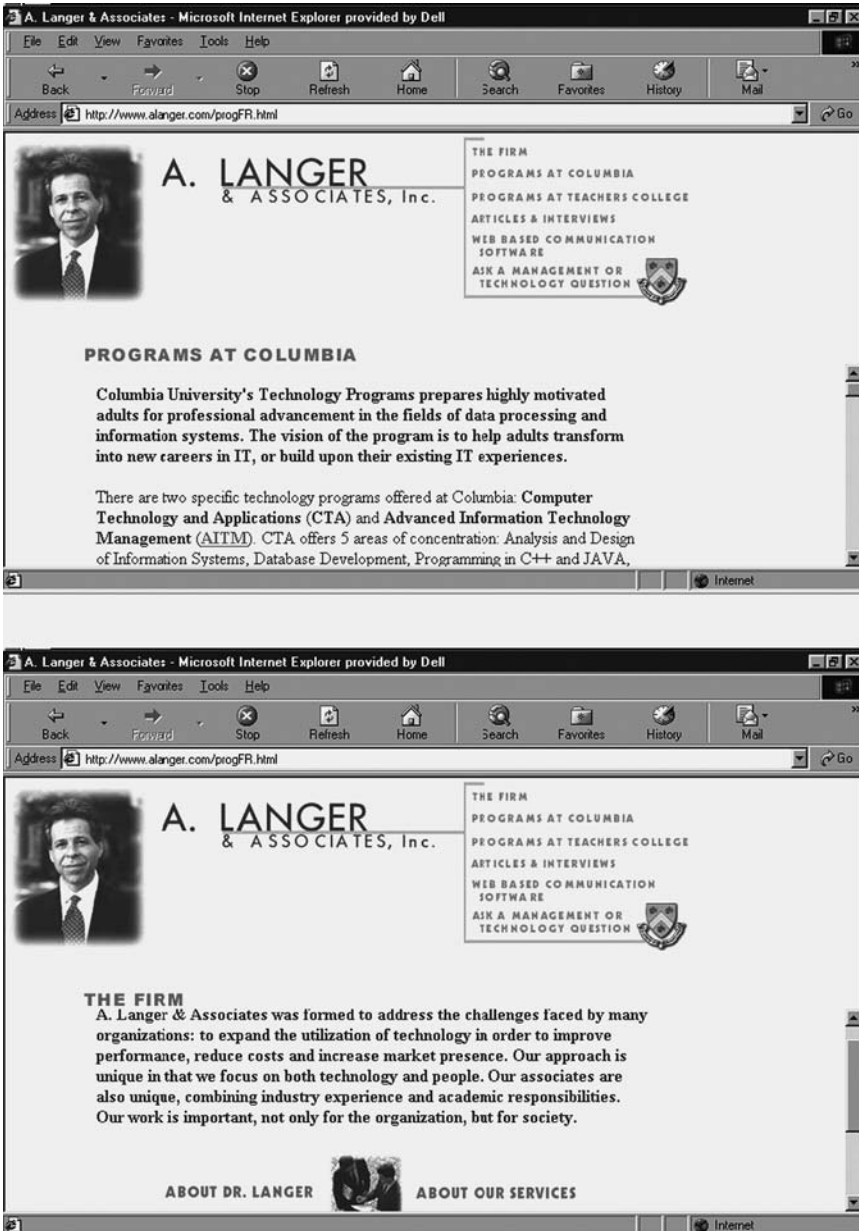 A. Langer & Associates - Microsoft Internet Explorer provided by Dell
File Edit View Favorites Tools Help
Back Forward Stop Refresh Home Search Favorites History Mail
Address http://www.alanger.com/progFR.html Go
A. LANGER
& ASSOCIATES, Inc.
THE FIRM
PROGRAMS AT COLUMBIA
PROGRAMS AT TEACHERS COLLEGE
ARTICLES & INTERVIEWS
WEB BASED COMMUNICATION
SOFTWARE
ASK A MANAGEMENT OR
TECHNOLOGY QUESTION
PROGRAMS AT COLUMBIA
Columbia University's Technology Programs prepares highly motivated
adults for professional advancement in the fields of data processing and
information systems. The vision of the program is to help adults transform
into new careers in IT, or build upon their existing IT experiences.
There are two specific technology programs offered at Columbia: Computer
Technology and Applications (CTA) and Advanced Information Technology
Management (AITM). CTA offers 5 areas of concentration: Analysis and Design
of Information Systems, Database Development, Programming in C++ and JAVA,
Internet
A. Langer & Associates - Microsoft Internet Explorer provided by Dell
File Edit View Favorites Tools Help
Back Forward Stop Refresh Home Search Favorites History Mail
Address http://www.alanger.com/progFR.html Go
A. LANGER
& ASSOCIATES, Inc.
THE FIRM
PROGRAMS AT COLUMBIA
PROGRAMS AT TEACHERS COLLEGE
ARTICLES & INTERVIEWS
WEB BASED COMMUNICATION
SOFTWARE
ASK A MANAGEMENT OR
TECHNOLOGY QUESTION
THE FIRM
A. Langer & Associates was formed to address the challenges faced by many
organizations: to expand the utilization of technology in order to improve
performance, reduce costs and increase market presence. Our approach is
unique in that we focus on both technology and people. Our associates are
also unique, combining industry experience and academic responsibilities.
Our work is important, not only for the organization, but for society.
ABOUT DR. LANGER ABOUT OUR SERVICES
Internet